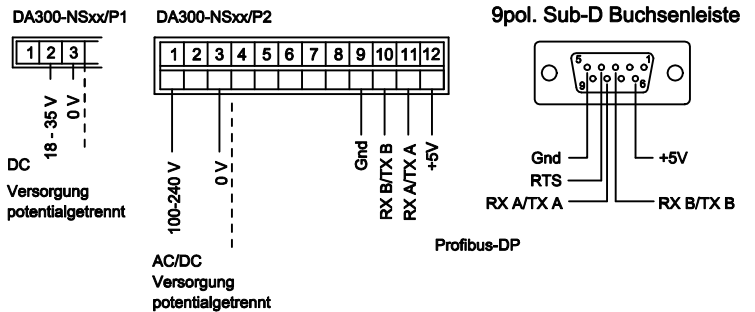 DA300-NSxx/P1
1 2 3
18 - 35 V
0 V
DC
Versorgung
potentialgetrennt
DA300-NSxx/P2
1 2 3 4 5 6 7 8 9 10 11 12
100-240 V
0 V
Gnd
RX B/TX B
RX A/TX A
+5V
AC/DC
Versorgung
potentialgetrennt
9pol. Sub-D Buchsenleiste
5 1
9 6
Gnd +5V
RTS
RX A/TX A RX B/TX B
Profibus-DP